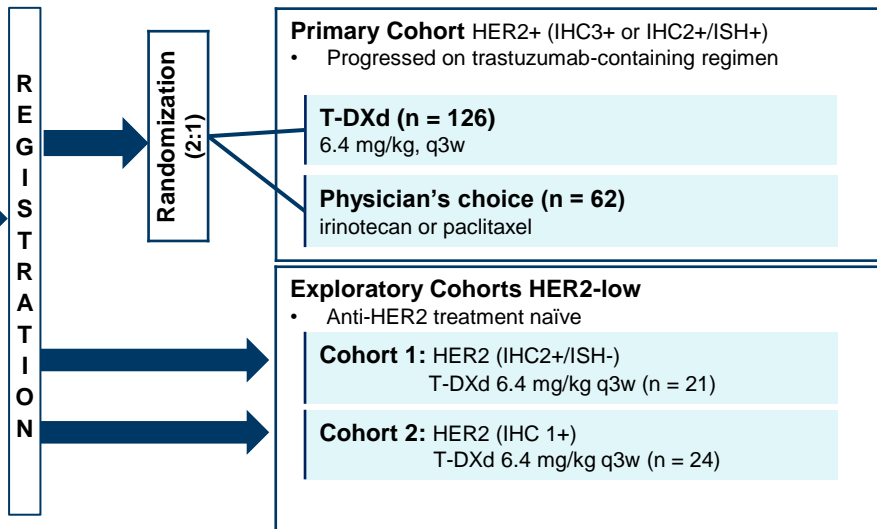 REGISTRATION
Randomization
(2:1)
Primary Cohort HER2+ (IHC3+ or IHC2+/ISH+)
• Progressed on trastuzumab-containing regimen
T-DXd (n = 126)
6.4 mg/kg, q3w
Physician’s choice (n = 62)
irinotecan or paclitaxel
Exploratory Cohorts HER2-low
• Anti-HER2 treatment naïve
Cohort 1: HER2 (IHC2+/ISH-)
T-DXd 6.4 mg/kg q3w (n = 21)
Cohort 2: HER2 (IHC 1+)
T-DXd 6.4 mg/kg q3w (n = 24)